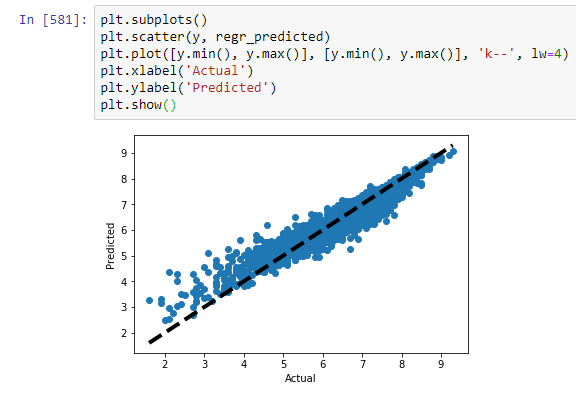 In [581]: plt.subplots()
plt.scatter(y, regr_predicted)
plt.plot([y.min(), y.max()], [y.min(), y.max()], 'k--', lw=4)
plt.xlabel('Actual')
plt.ylabel('Predicted')
plt.show()
9
8
7
6
5
4
3
2
Predicted
2 3 4 5 6 7 8 9
Actual